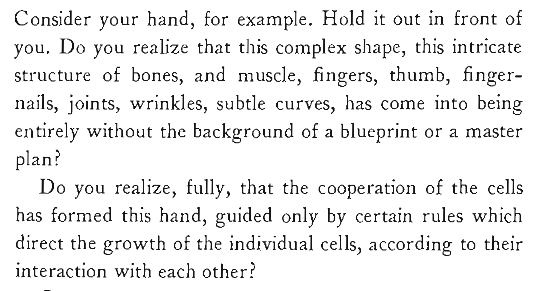 Consider your hand, for example. Hold it out in front of
you. Do you realize that this complex shape, this intricate
structure of bones, and muscle, fingers, thumb, finger-
nails, joints, wrinkles, subtle curves, has come into being
entirely without the background of a blueprint or a master
plan?
Do you realize, fully, that the cooperation of the cells
has formed this hand, guided only by certain rules which
direct the growth of the individual cells, according to their
interaction with each other?